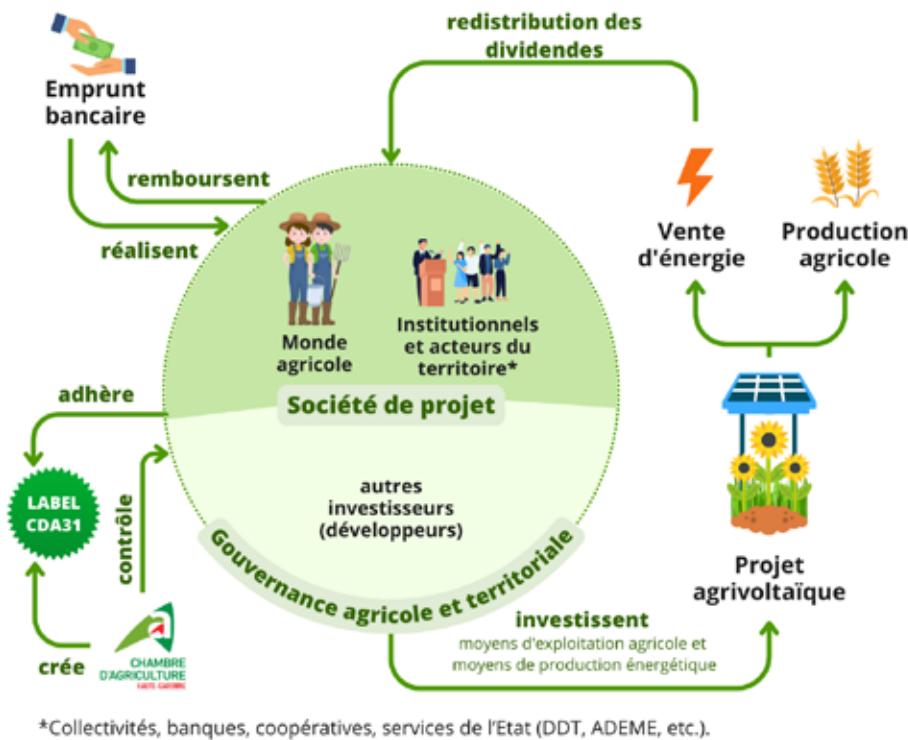 redistribution des
dividendes
Emprunt
bancaire
remboursent
réalisent
Vente
d'énergie
Production
agricole
Monde
agricole
Institutionnels
et acteurs du
territoire*
Société de projet
adhère
LABEL
CDA31
contrôle
autres
investisseurs
(développeurs)
Gouvernance agricole et territoriale
Projet
agrivoltaïque
investissent
moyens d'exploitation agricole et
moyens de production énergétique
crée
CHAMBRE
D'AGRICULTURE
HAUTE-GARONNE
*Collectivités, banques, coopératives, services de l'Etat (DDT, ADEME, etc.).